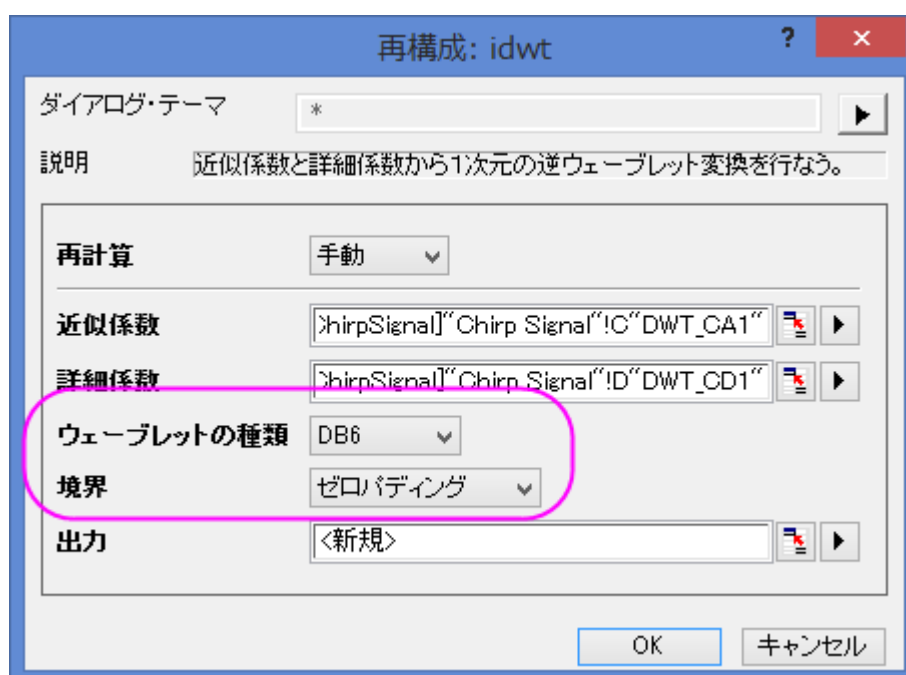 再構成: idwt
? ×
ダイアログ・テーマ *
説明 近似係数と詳細係数から1次元の逆ウェーブレット変換を行なう。
再計算 手動
近似係数 ChirpSignal]"Chirp Signal"!C"DWT_CA1"
詳細係数 ChirpSignal]"Chirp Signal"!D"DWT_CD1"
ウェーブレットの種類 DB6
境界 ゼロパディング
出力 <新規>
OK キャンセル